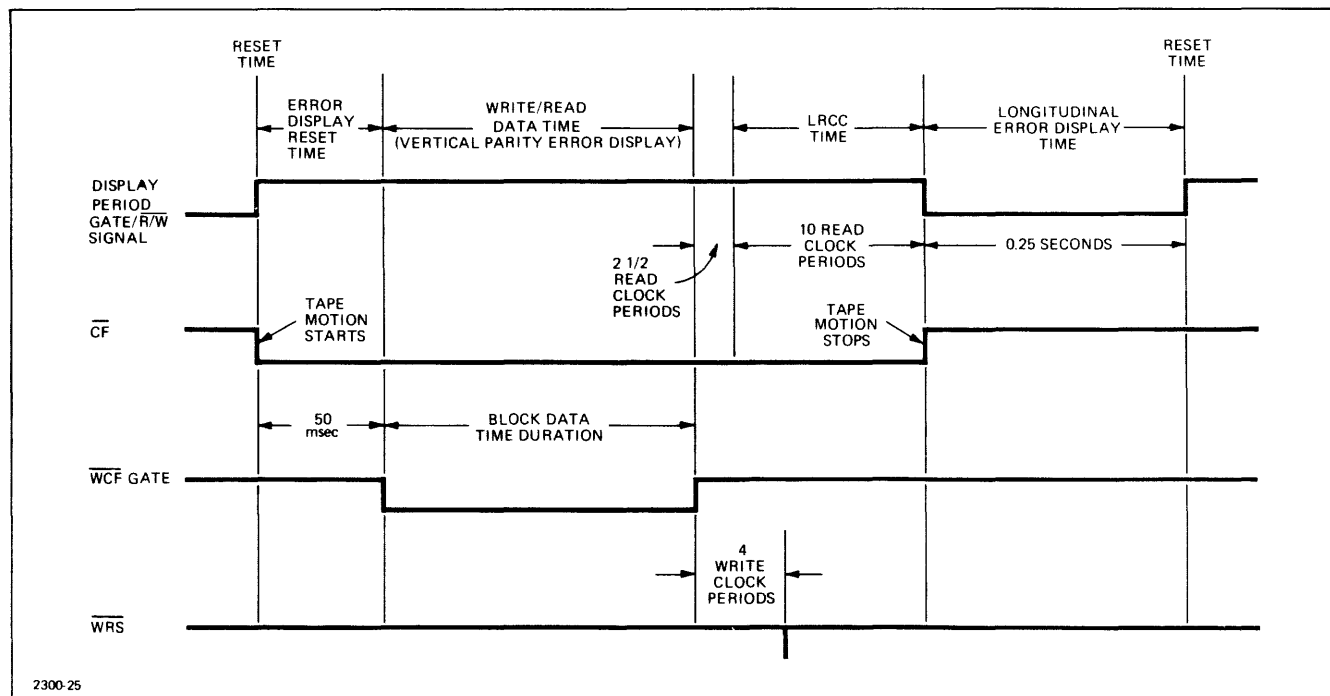 RESET
TIME
RESET
TIME
ERROR
DISPLAY
RESET
TIME
WRITE/READ
DATA TIME
(VERTICAL PARITY ERROR DISPLAY)
LRCC
TIME
LONGITUDINAL
ERROR DISPLAY
TIME
DISPLAY
PERIOD
GATE/R̅/W̅
SIGNAL
2 1/2
READ
CLOCK
PERIODS
10 READ
CLOCK
PERIODS
0.25 SECONDS
C̅F̅
TAPE
MOTION
STARTS
TAPE
MOTION
STOPS
50
msec
BLOCK DATA
TIME DURATION
W̅C̅F̅ GATE
4
WRITE
CLOCK
PERIODS
W̅R̅S̅
2300-25